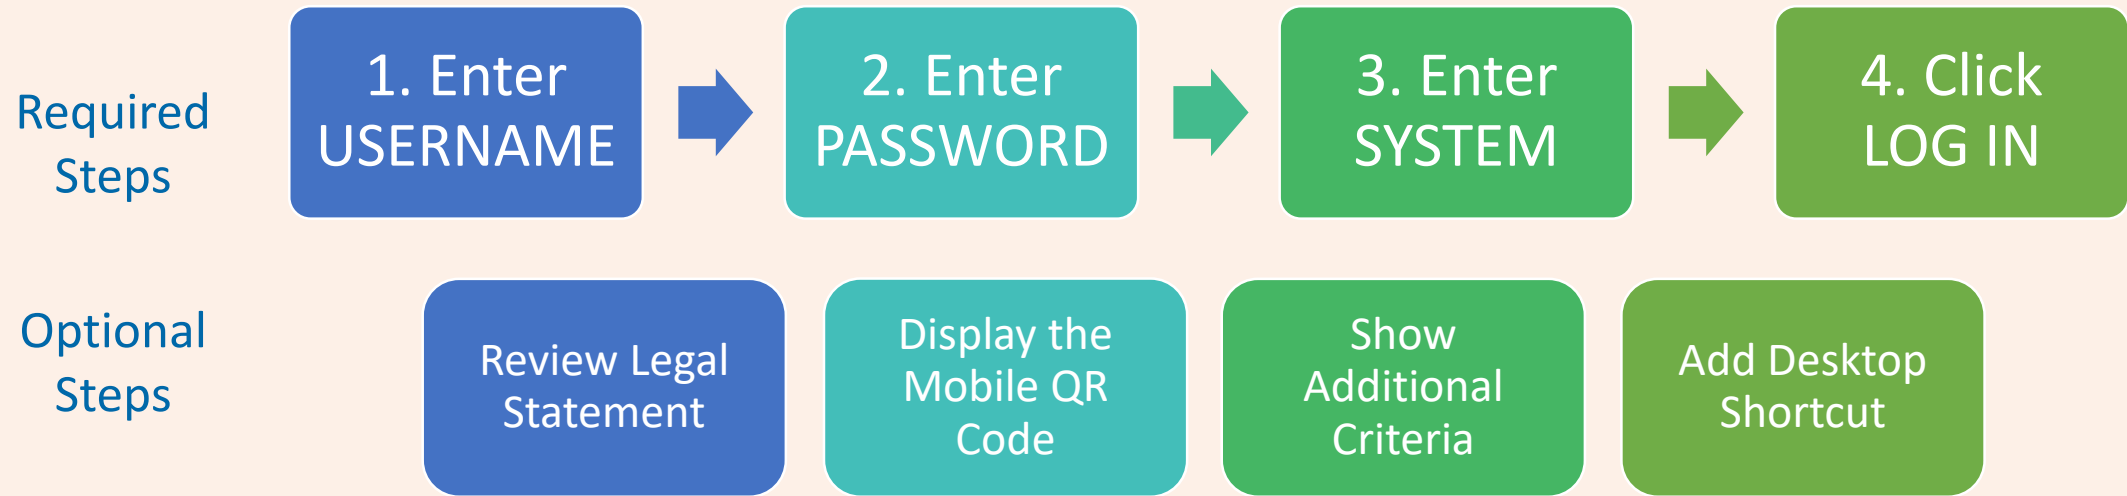 Required
Steps
1. Enter
USERNAME
2. Enter
PASSWORD
3. Enter
SYSTEM
4. Click
LOG IN
Optional
Steps
Review Legal
Statement
Display the
Mobile QR
Code
Show
Additional
Criteria
Add Desktop
Shortcut